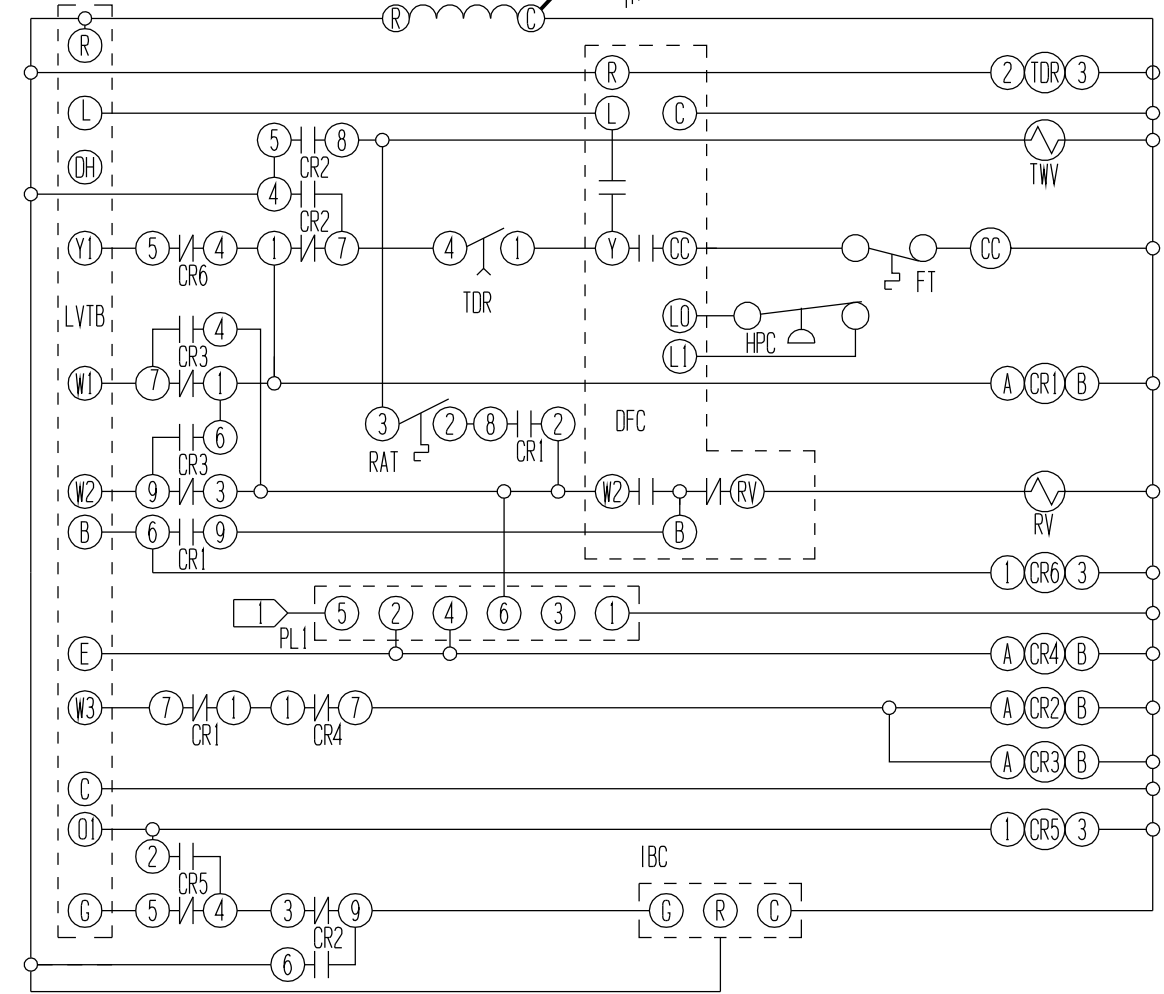 R C
R
R 2 TDR 3
L L C
5 8
CR2 TWV
DH
4
CR2
Y1 5 4 1 7 4 1 Y CC CC
CR6 TDR FT
LVTB
4 LO
CR3 HPC
L1
W1 7 1 A CR1 B
3 2 8 2 DFC
6 RAT CR1
CR3
W2 9 3 W2 RV
RV
B 6 9 B
CR1
1 CR6 3
1 5 2 4 6 3 1
PL1
E A CR4 B
W3 7 1 1 7 A CR2 B
CR1 CR4
A CR3 B
C
O1 1 CR5 3
2 IBC
CR5
G 5 4 3 9 G R C
CR2
6